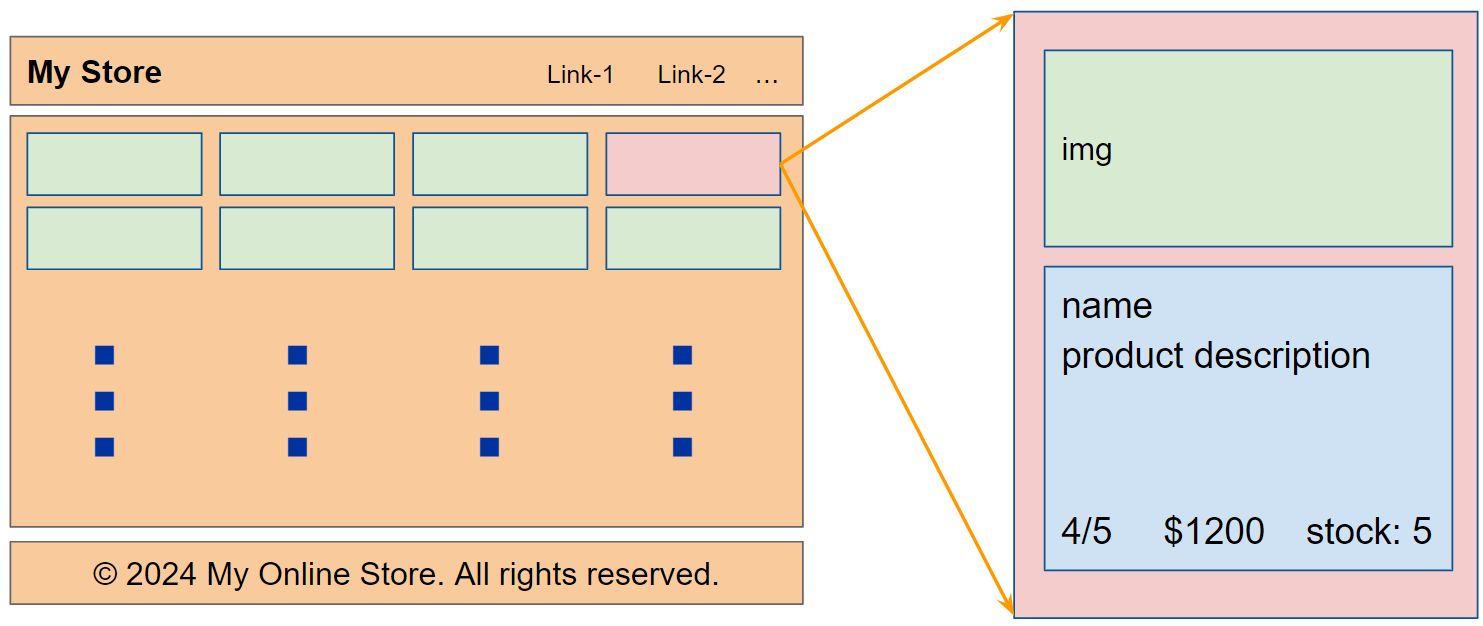 My Store Link-1 Link-2 ...
© 2024 My Online Store. All rights reserved.
img
name
product description
4/5 $1200 stock: 5